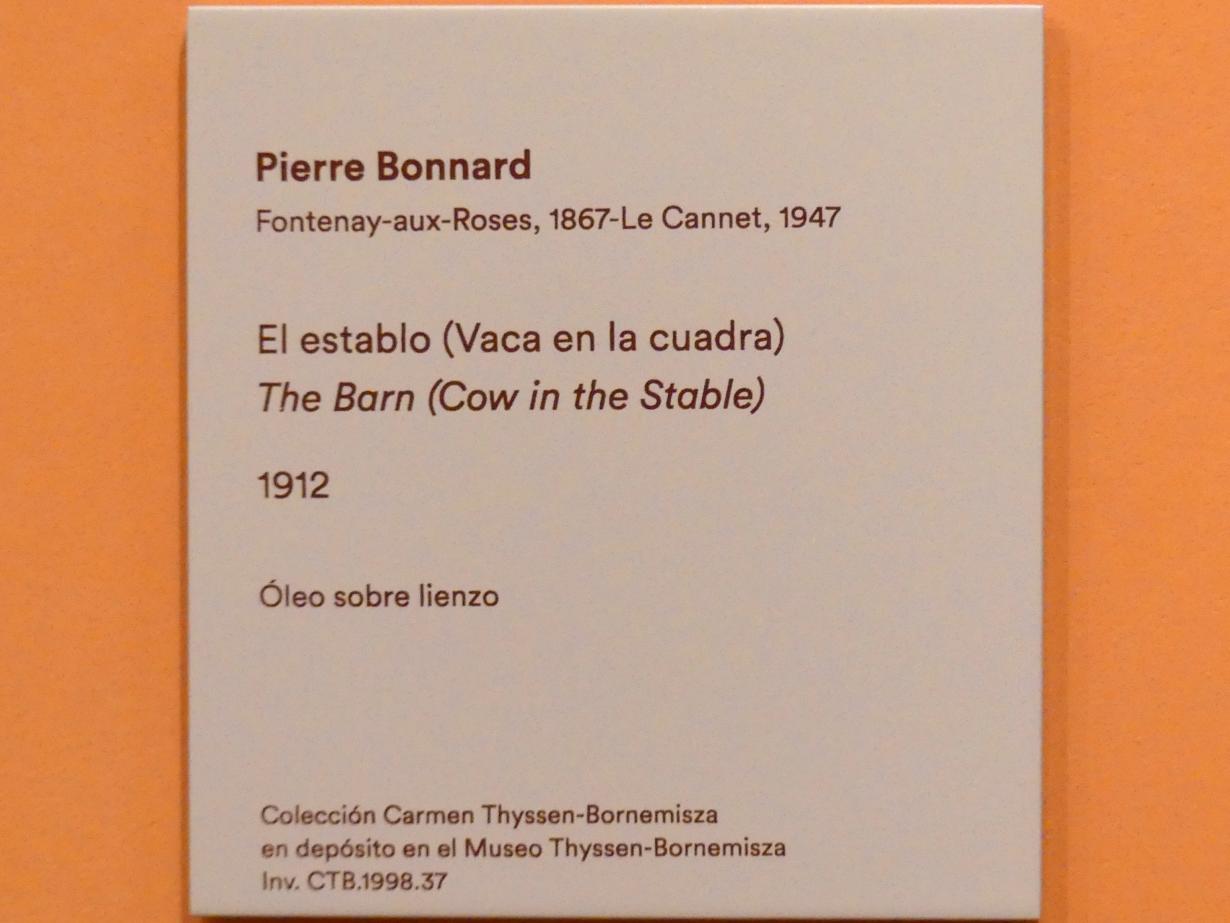 Pierre Bonnard
Fontenay-aux-Roses, 1867-Le Cannet, 1947
El establo (Vaca en la cuadra)
The Barn (Cow in the Stable)
1912
Óleo sobre lienzo
Colección Carmen Thyssen-Bornemisza
en depósito en el Museo Thyssen-Bornemisza
Inv. CTB.1998.37